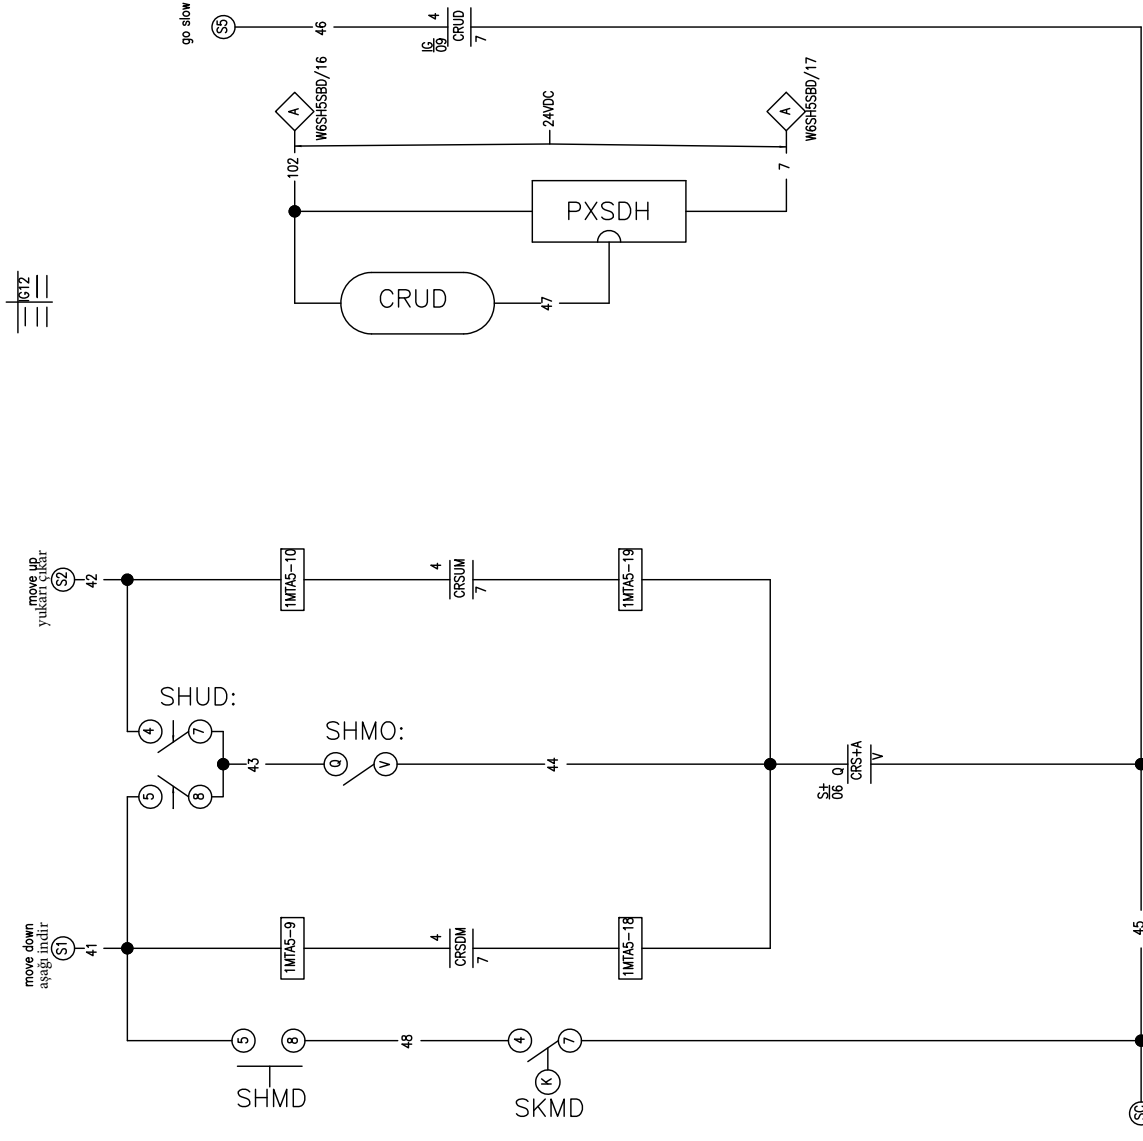 go slow
S5
46
4
CRUD
7
IG
09
A
W6SH5SBD/16
102
24VDC
A
W6SH5SBD/17
7
PXSDH
CRUD
47
IG12
move up
yukarı çıkar
S2
42
1MTA5-10
4
CRSUM
7
1MTA5-19
SHUD:
4
7
5
8
43
SHMO:
Q
V
44
S±
06
Q
CRS+A
V
move down
aşağı indir
S1
41
1MTA5-9
4
CRSDM
7
1MTA5-18
45
5
8
SHMD
48
4
7
K
SKMD